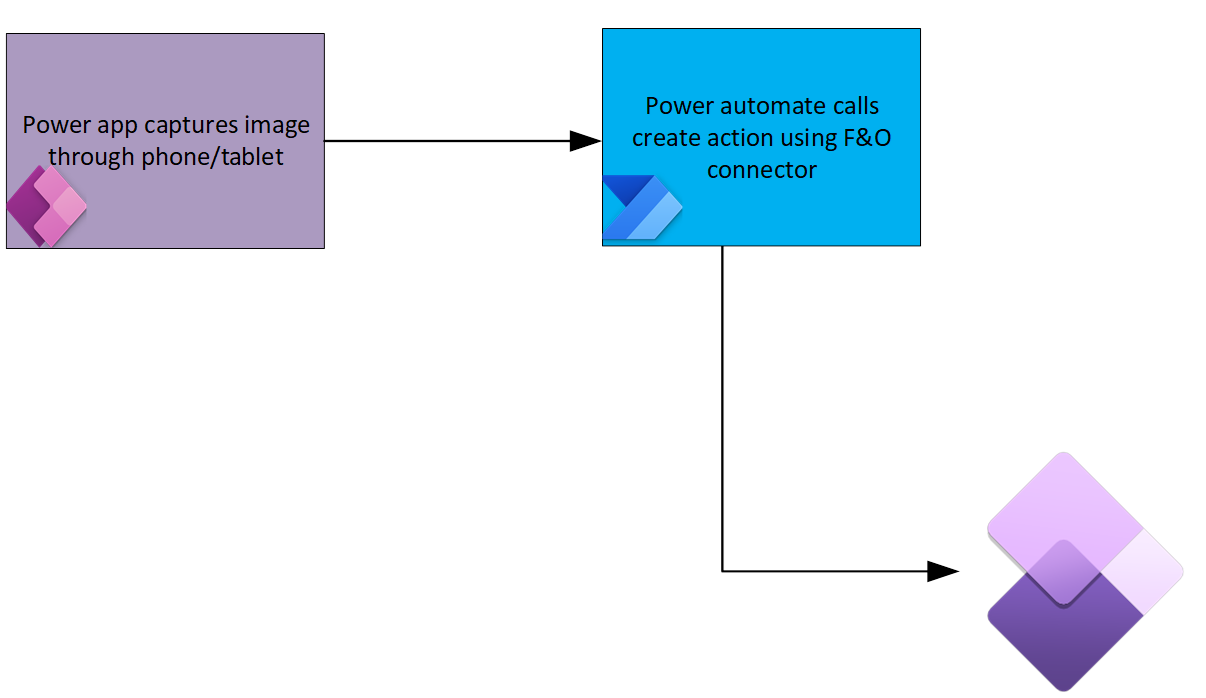 Power app captures image
through phone/tablet
Power automate calls
create action using F&O
connector